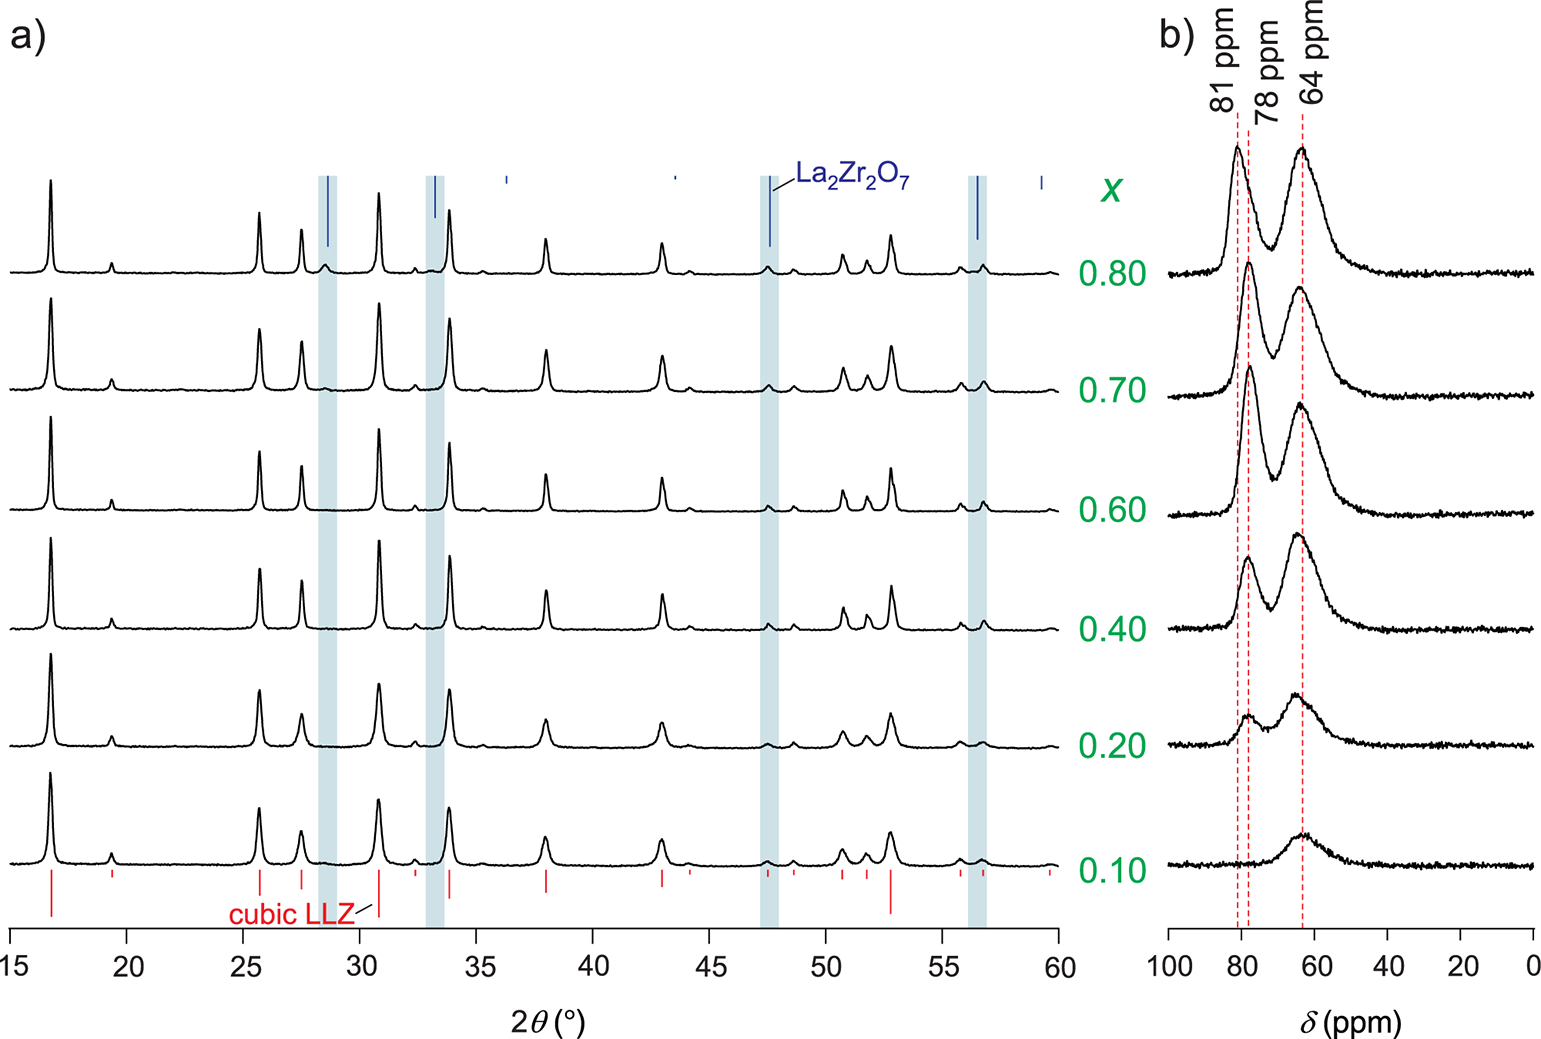 a)
b)
81 ppm
78 ppm
64 ppm
La₂Zr₂O₇
x
0.80
0.70
0.60
0.40
0.20
0.10
cubic LLZ
15 20 25 30 35 40 45 50 55 60
100 80 60 40 20 0
2θ (°)
δ (ppm)